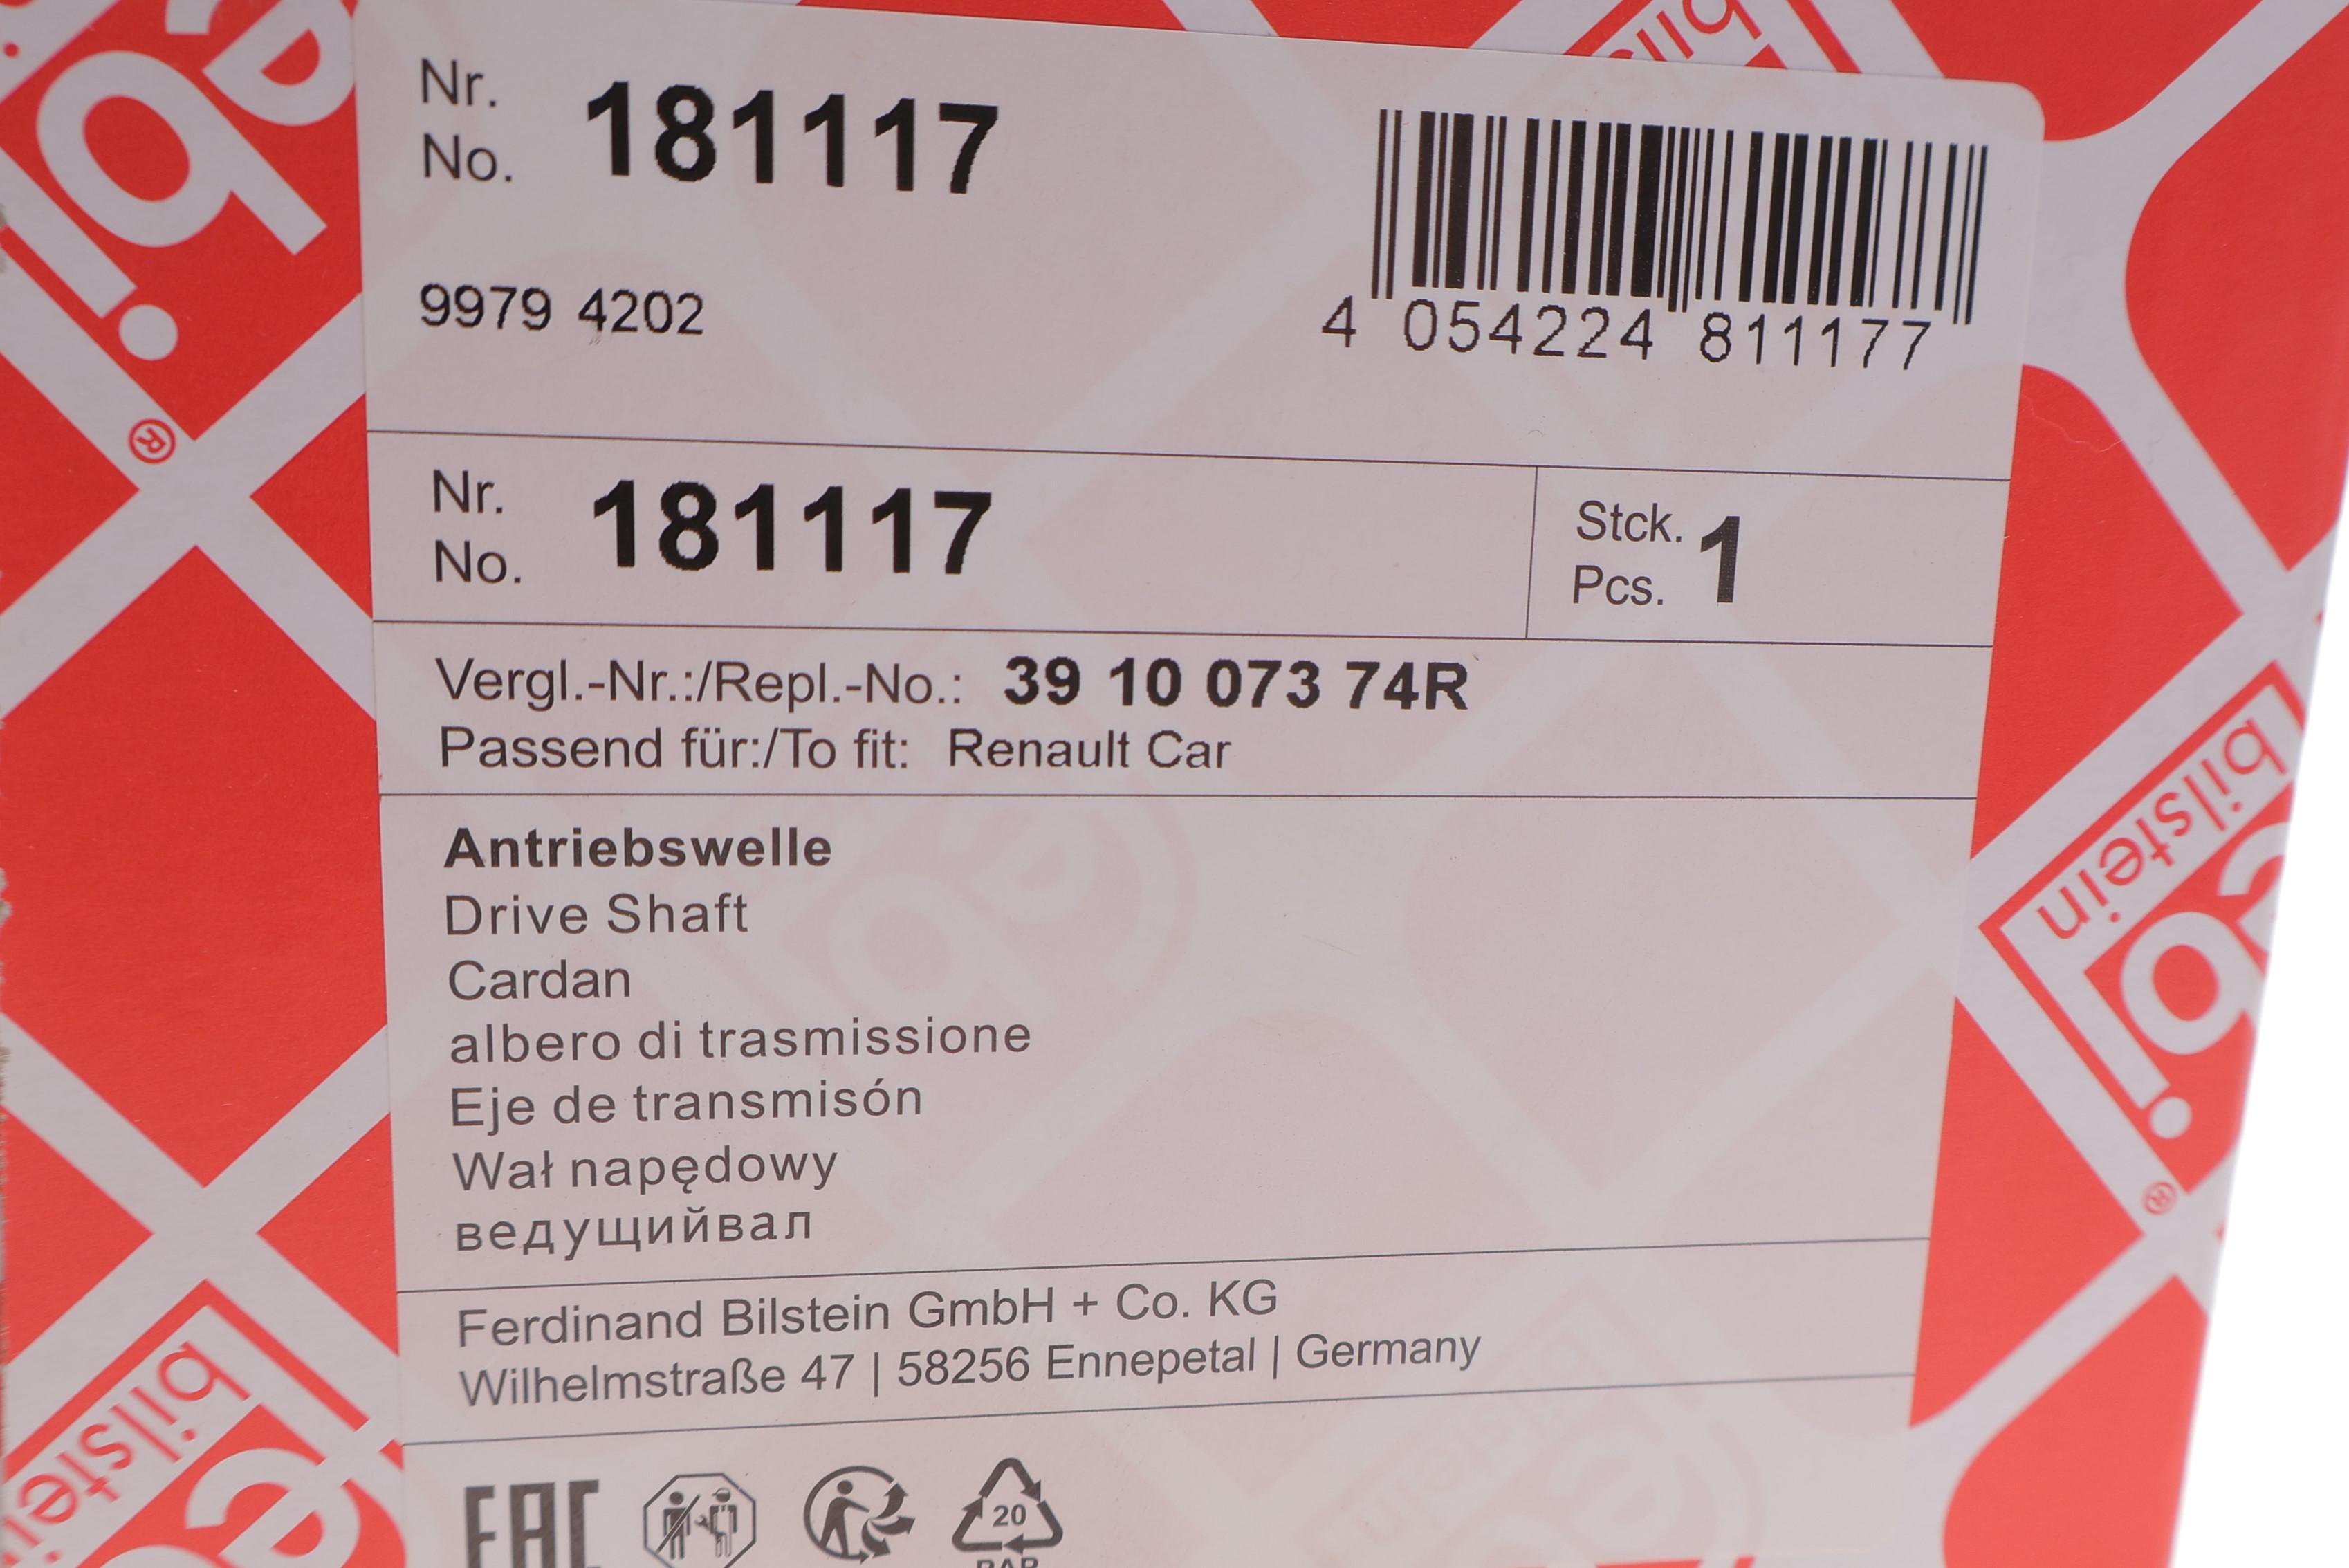 Nr.
No. 181117
9979 4202
4 054224 811177
Nr.
No. 181117
Stck.
Pcs. 1
Vergl.-Nr.:/Repl.-No.: 39 10 073 74R
Passend für:/To fit: Renault Car
Antriebswelle
Drive Shaft
Cardan
albero di trasmissione
Eje de transmisón
Wał napędowy
ведущийвал
Ferdinand Bilstein GmbH + Co. KG
Wilhelmstraße 47 | 58256 Ennepetal | Germany
EAC
20
PAP
bilstein
®
®